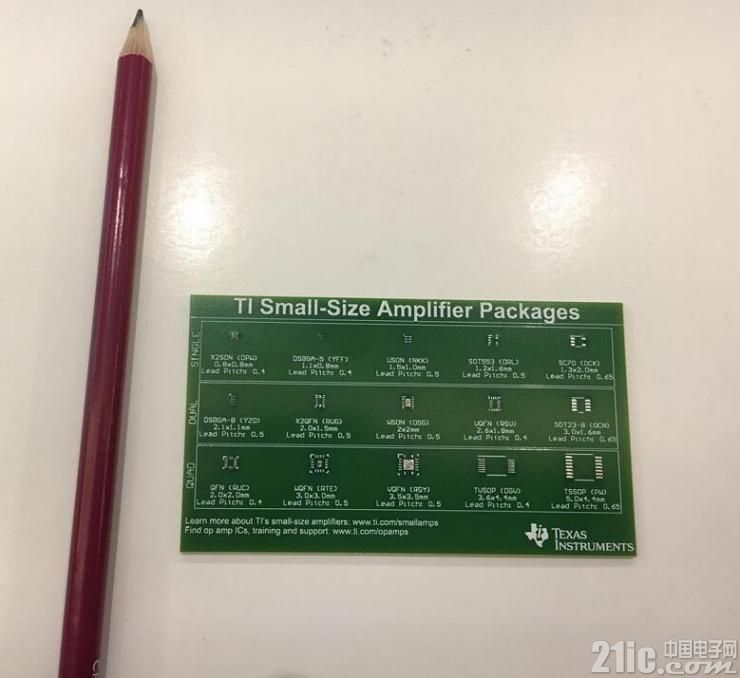 TI Small-Size Amplifier Packages
SINGLE
X2SON (DPW)
0.8x0.8mm
Lead Pitch: 0.4
DSBGA-5 (YFF)
1.1x0.8mm
Lead Pitch: 0.4
USON (NKK)
1.5x1.0mm
Lead Pitch: 0.5
SOT553 (DRL)
1.2x1.6mm
Lead Pitch: 0.5
SC70 (DCK)
1.3x2.0mm
Lead Pitch: 0.65
DUAL
DSBGA-8 (YZD)
2.1x1.1mm
Lead Pitch: 0.5
X2QFN (RUG)
2.0x1.5mm
Lead Pitch: 0.5
WSON (DSG)
2x2mm
Lead Pitch: 0.5
UQFN (RSV)
2.6x1.8mm
Lead Pitch: 0.4
SOT23-8 (DCN)
3.0x1.6mm
Lead Pitch: 0.65
QUAD
QFN (RUC)
2.0x2.0mm
Lead Pitch: 0.4
WQFN (RTE)
3.0x3.0mm
Lead Pitch: 0.5
VQFN (RGY)
3.5x3.5mm
Lead Pitch: 0.5
TVSOP (DGV)
3.6x4.4mm
Lead Pitch: 0.4
TSSOP (PW)
5.0x4.4mm
Lead Pitch: 0.65
Learn more about TI's small-size amplifiers: www.ti.com/smallamps
Find op amp ICs, training and support: www.ti.com/opamps
TEXAS
INSTRUMENTS
21ic中国电子网
.com